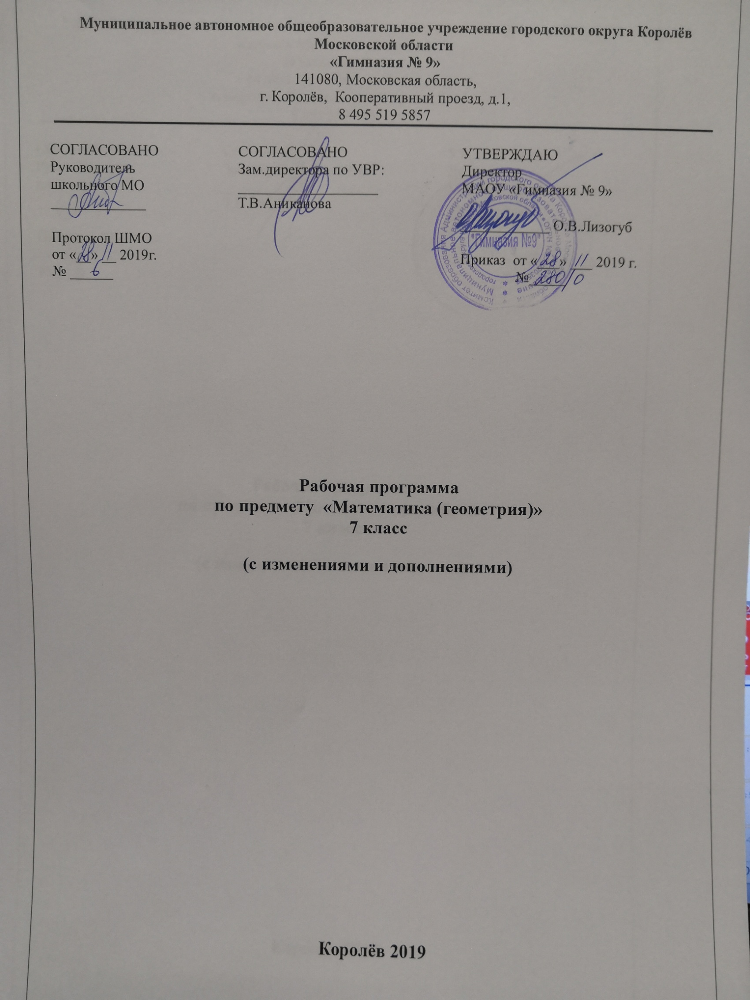 Муниципальное автономное общеобразовательное учреждение городского округа Королёв
Московской области
«Гимназия № 9»
141080, Московская область,
г. Королёв, Кооперативный проезд, д.1,
8 495 519 5857
СОГЛАСОВАНО
Руководитель
школьного МО
Протокол ШМО
от «28» 11 2019г.
№ 6
СОГЛАСОВАНО
Зам.директора по УВР:
Т.В.Аниканова
УТВЕРЖДАЮ
Директор
МАОУ «Гимназия № 9»
О.В.Лизогуб
"Гимназия №9"
Приказ от «28» 11 2019 г.
№ 280/0
Рабочая программа
по предмету «Математика (геометрия)»
7 класс
(с изменениями и дополнениями)
Королёв 2019